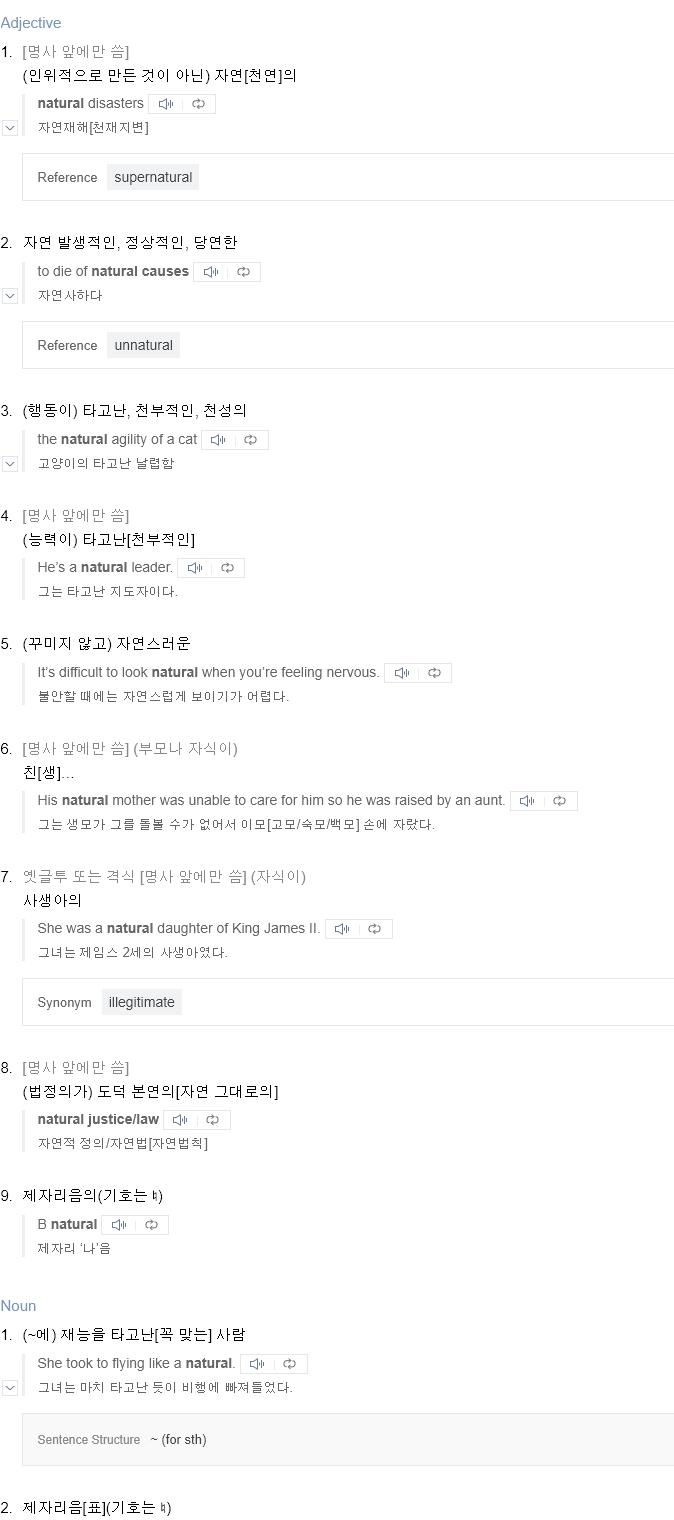 Adjective
1. [명사 앞에만 씀]
(인위적으로 만든 것이 아닌) 자연[천연]의
natural disasters
자연재해[천재지변]
Reference supernatural
2. 자연 발생적인, 정상적인, 당연한
to die of natural causes
자연사하다
Reference unnatural
3. (행동이) 타고난, 천부적인, 천성의
the natural agility of a cat
고양이의 타고난 날렵함
4. [명사 앞에만 씀]
(능력이) 타고난[천부적인]
He’s a natural leader.
그는 타고난 지도자이다.
5. (꾸미지 않고) 자연스러운
It’s difficult to look natural when you’re feeling nervous.
불안할 때에는 자연스럽게 보이기가 어렵다.
6. [명사 앞에만 씀] (부모나 자식이)
친[생]…
His natural mother was unable to care for him so he was raised by an aunt.
그는 생모가 그를 돌볼 수가 없어서 이모[고모/숙모/백모] 손에 자랐다.
7. 옛글투 또는 격식 [명사 앞에만 씀] (자식이)
사생아의
She was a natural daughter of King James II.
그녀는 제임스 2세의 사생아였다.
Synonym illegitimate
8. [명사 앞에만 씀]
(법정의가) 도덕 본연의[자연 그대로의]
natural justice/law
자연적 정의/자연법[자연법칙]
9. 제자리음의(기호는 ♮)
B natural
제자리 ‘나’음
Noun
1. (~에) 재능을 타고난[꼭 맞는] 사람
She took to flying like a natural.
그녀는 마치 타고난 듯이 비행에 빠져들었다.
Sentence Structure ~ (for sth)
2. 제자리음[표](기호는 ♮)